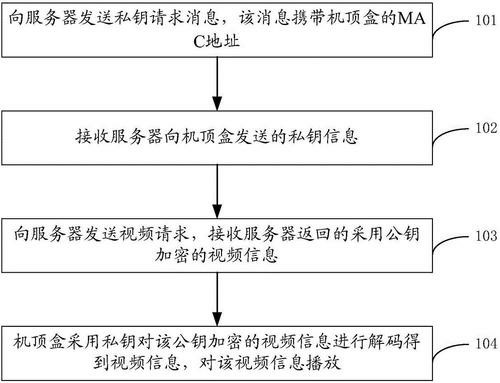 向服务器发送私钥请求消息，该消息携带机顶盒的MA
C地址
101
接收服务器向机顶盒发送的私钥信息
102
向服务器发送视频请求，接收服务器返回的采用公钥
加密的视频信息
103
机顶盒采用私钥对该公钥加密的视频信息进行解码得
到视频信息，对该视频信息播放
104